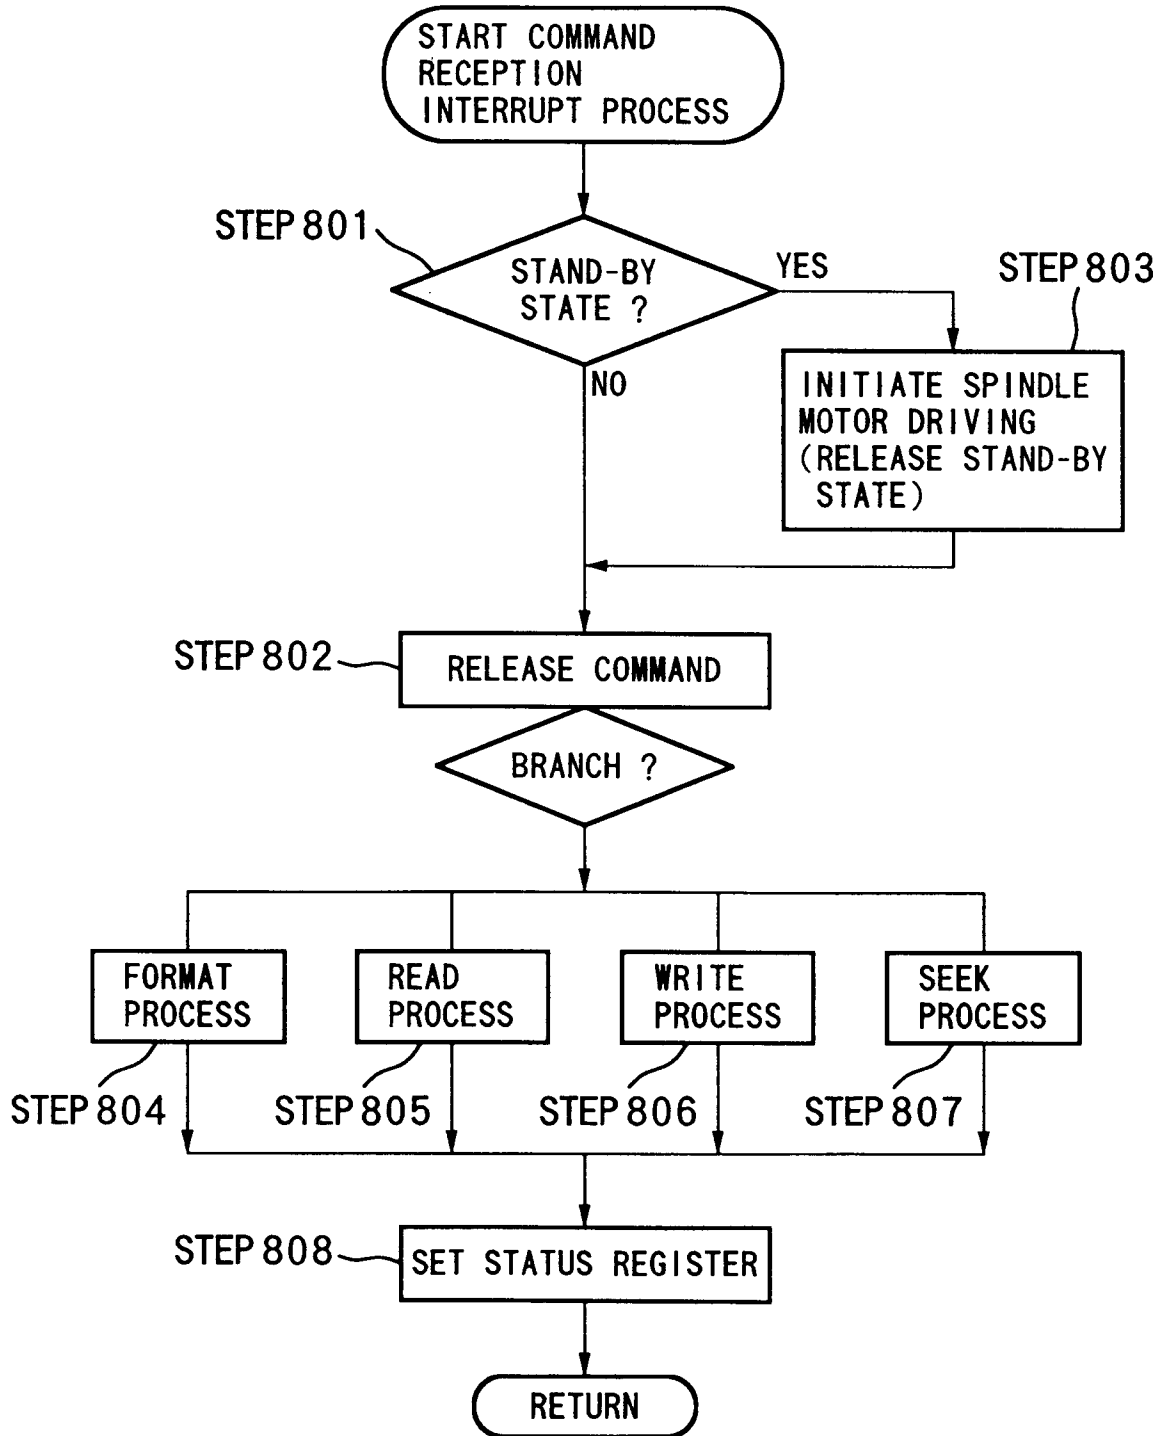 START COMMAND
RECEPTION
INTERRUPT PROCESS
STEP 801
STAND-BY
STATE ?
YES
STEP 803
NO
INITIATE SPINDLE
MOTOR DRIVING
(RELEASE STAND-BY
STATE)
STEP 802
RELEASE COMMAND
BRANCH ?
FORMAT
PROCESS
READ
PROCESS
WRITE
PROCESS
SEEK
PROCESS
STEP 804
STEP 805
STEP 806
STEP 807
STEP 808
SET STATUS REGISTER
RETURN